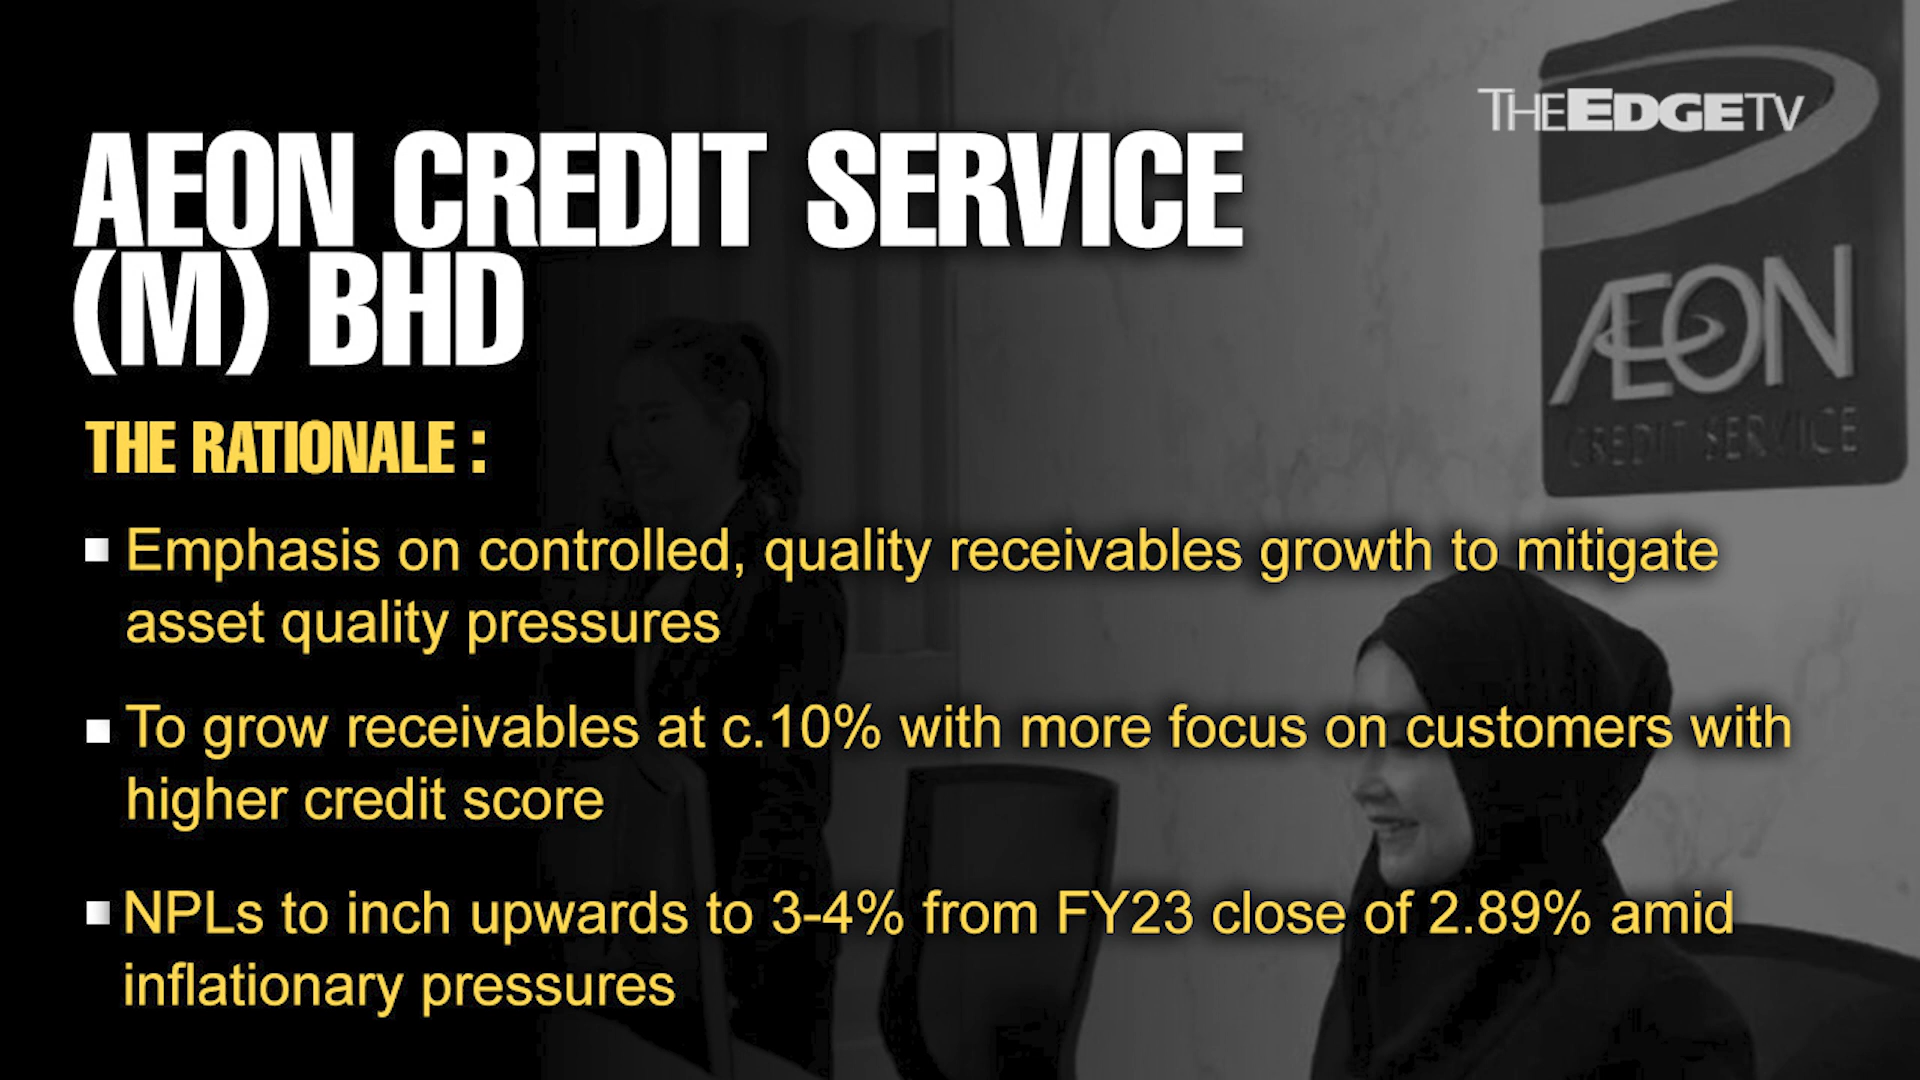 THEEDGETV
AEON CREDIT SERVICE
(M) BHD
AEON
CREDIT SERVICE
THE RATIONALE :
Emphasis on controlled, quality receivables growth to mitigate
asset quality pressures
To grow receivables at c.10% with more focus on customers with
higher credit score
NPLs to inch upwards to 3-4% from FY23 close of 2.89% amid
inflationary pressures